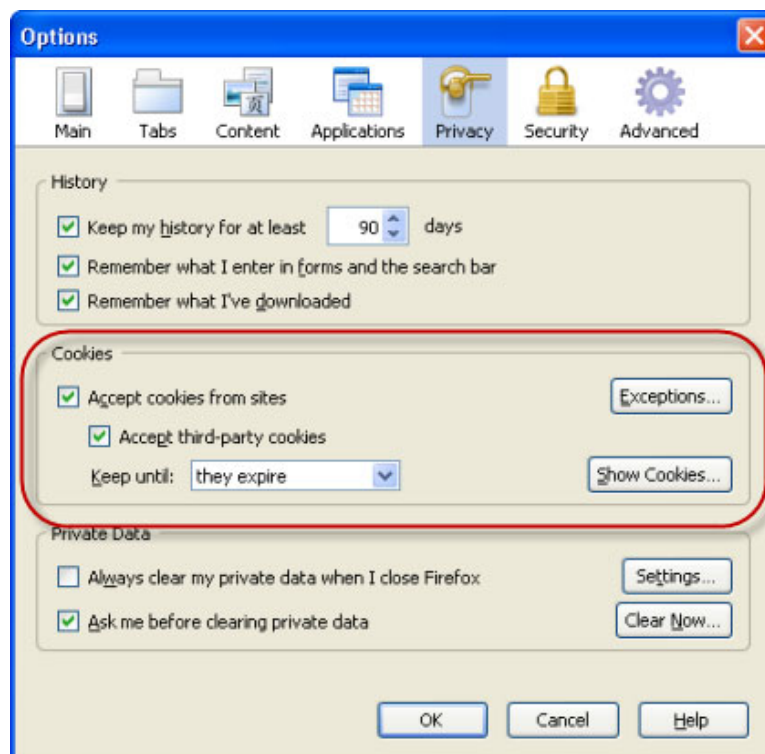 Options
Main Tabs Content Applications Privacy Security Advanced
History
Keep my history for at least 90 days
Remember what I enter in forms and the search bar
Remember what I've downloaded
Cookies
Accept cookies from sites Exceptions...
Accept third-party cookies
Keep until: they expire Show Cookies...
Private Data
Always clear my private data when I close Firefox Settings...
Ask me before clearing private data Clear Now...
OK Cancel Help